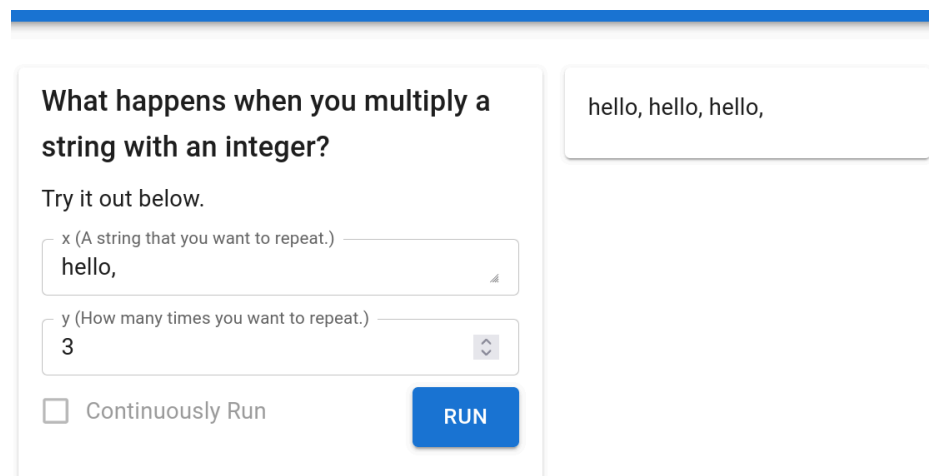 What happens when you multiply a
string with an integer?
Try it out below.
x (A string that you want to repeat.)
hello,
y (How many times you want to repeat.)
3
Continuously Run
RUN
hello, hello, hello,